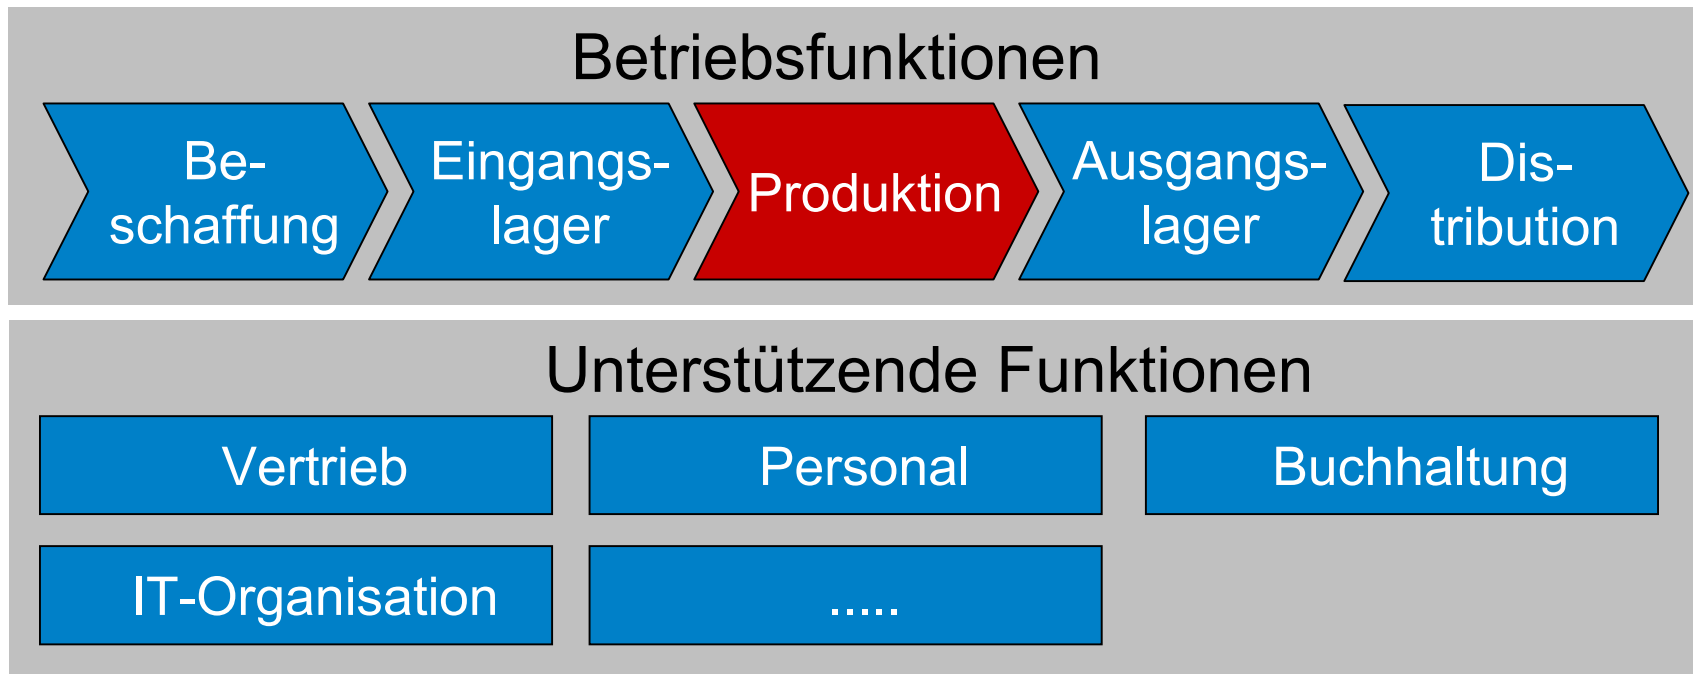 Betriebsfunktionen
Be-
schaffung
Eingangs-
lager
Produktion
Ausgangs-
lager
Dis-
tribution
Unterstützende Funktionen
Vertrieb
Personal
Buchhaltung
IT-Organisation
.....